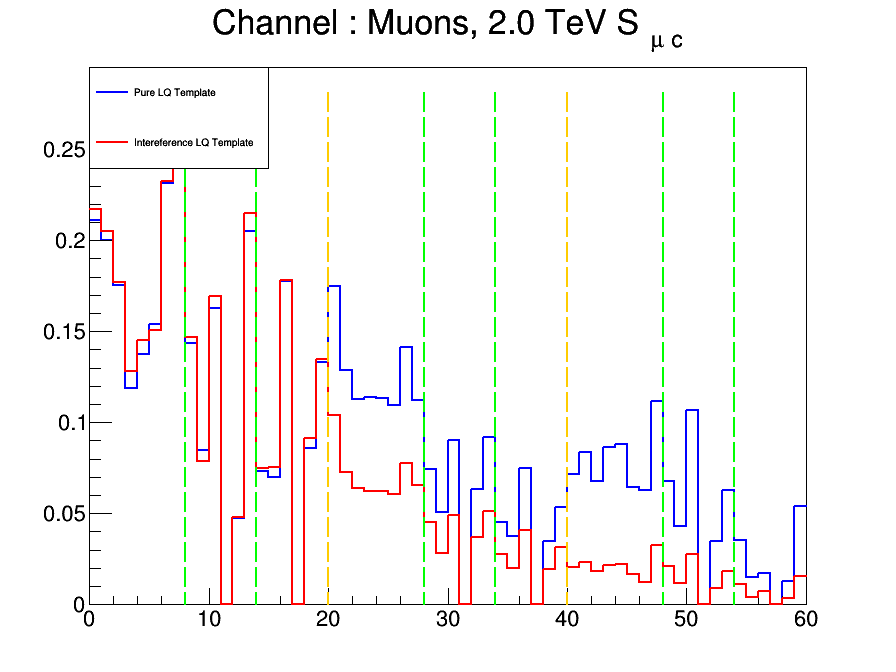 Channel : Muons, 2.0 TeV S μ c
Pure LQ Template
Intereference LQ Template
0.25
0.2
0.15
0.1
0.05
0
0 10 20 30 40 50 60